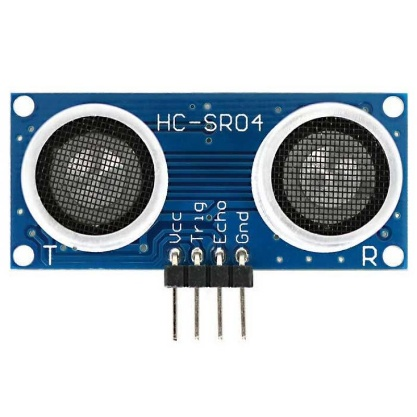 HC-SR04
Vcc
Trig
Echo
Gnd
T
R